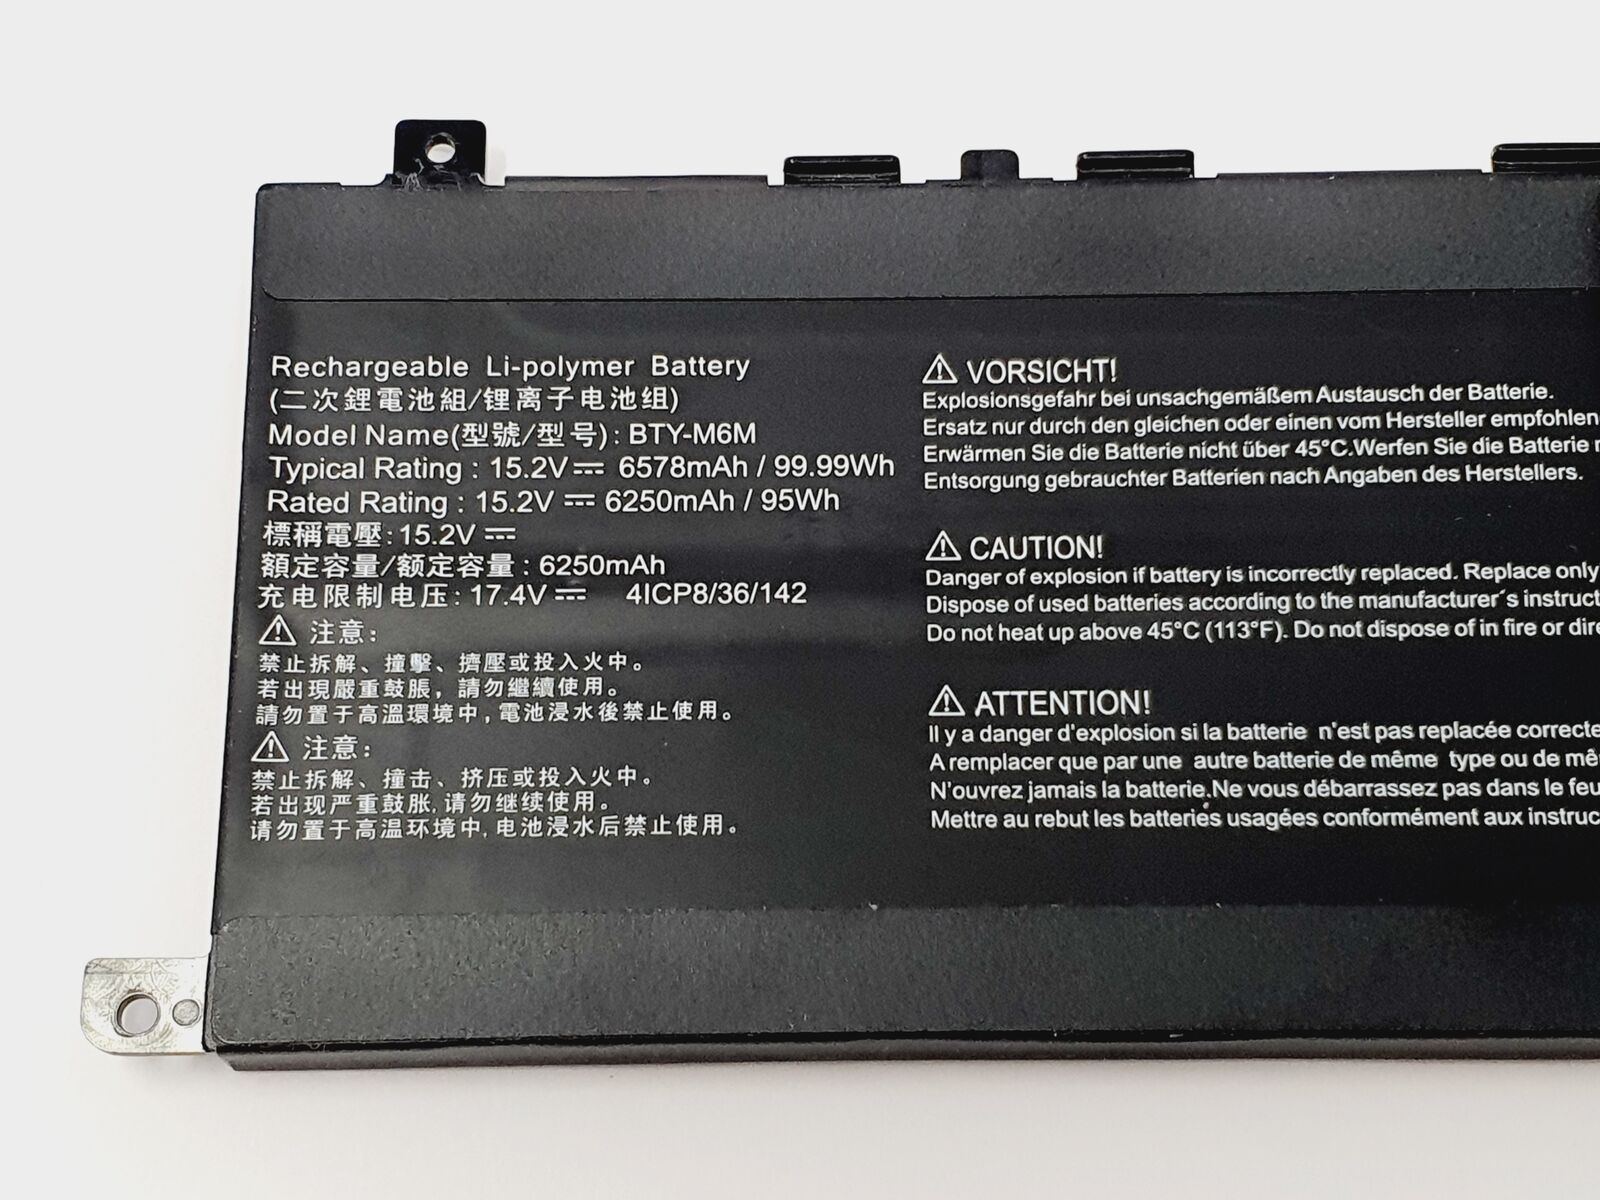 Rechargeable Li-polymer Battery
(二次鋰電池組/锂离子电池组)
Model Name(型號/型号): BTY-M6M
Typical Rating : 15.2V⎓ 6578mAh / 99.99Wh
Rated Rating : 15.2V ⎓ 6250mAh / 95Wh
標稱電壓:15.2V ⎓
額定容量/额定容量 : 6250mAh
充电限制电压: 17.4V ⎓ 4ICP8/36/142
⚠ 注意:
禁止拆解、撞擊、擠壓或投入火中。
若出現嚴重鼓脹，請勿繼續使用。
請勿置于高溫環境中,電池浸水後禁止使用。
⚠ 注意:
禁止拆解、撞击、挤压或投入火中。
若出现严重鼓胀,请勿继续使用。
请勿置于高温环境中,电池浸水后禁止使用。
⚠ VORSICHT!
Explosionsgefahr bei unsachgemäßem Austausch der Batterie.
Ersatz nur durch den gleichen oder einen vom Hersteller empfohlen
Erwärmen Sie die Batterie nicht über 45°C.Werfen Sie die Batterie
Entsorgung gebrauchter Batterien nach Angaben des Herstellers.
⚠ CAUTION!
Danger of explosion if battery is incorrectly replaced. Replace only
Dispose of used batteries according to the manufacturer´s instruct
Do not heat up above 45°C (113°F). Do not dispose of in fire or dire
⚠ ATTENTION!
Il y a danger d'explosion si la batterie n'est pas replacée correcte
A remplacer que par une autre batterie de même type ou de mê
N'ouvrez jamais la batterie.Ne vous débarrassez pas dans le feu
Mettre au rebut les batteries usagées conformément aux instruc